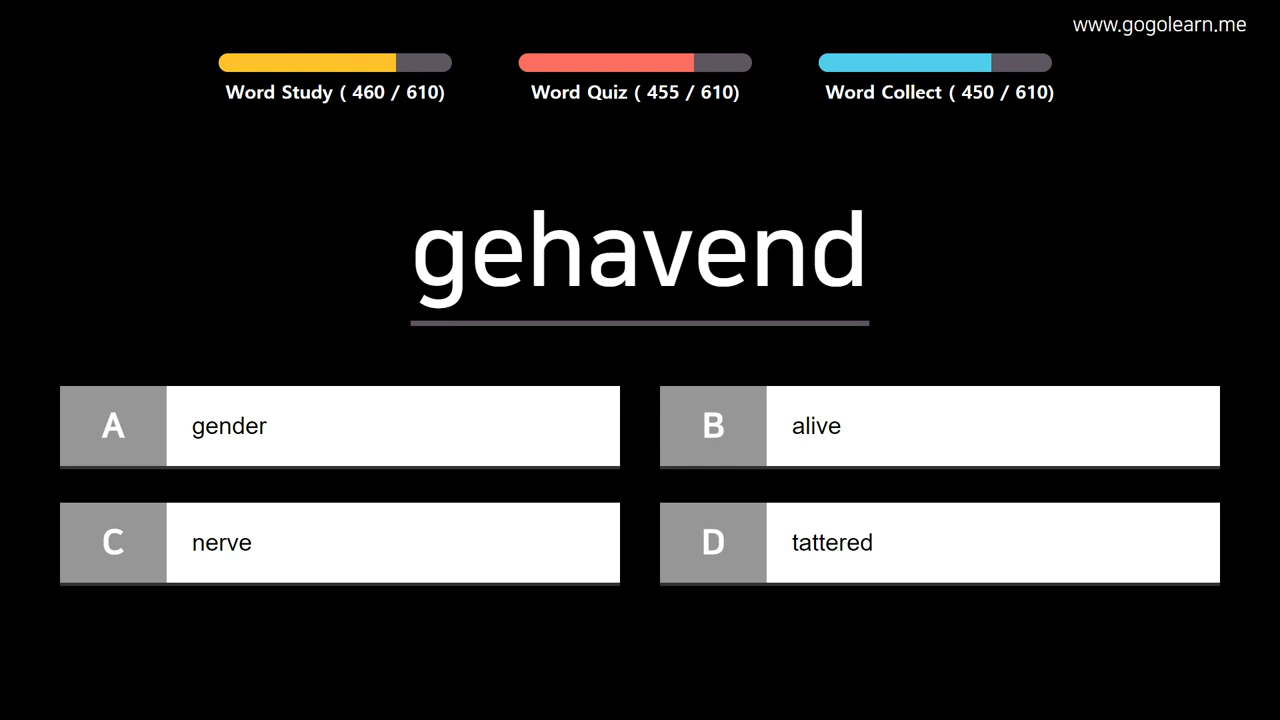 www.gogolearn.me
Word Study ( 460 / 610)
Word Quiz ( 455 / 610)
Word Collect ( 450 / 610)
gehavend
A gender
B alive
C nerve
D tattered